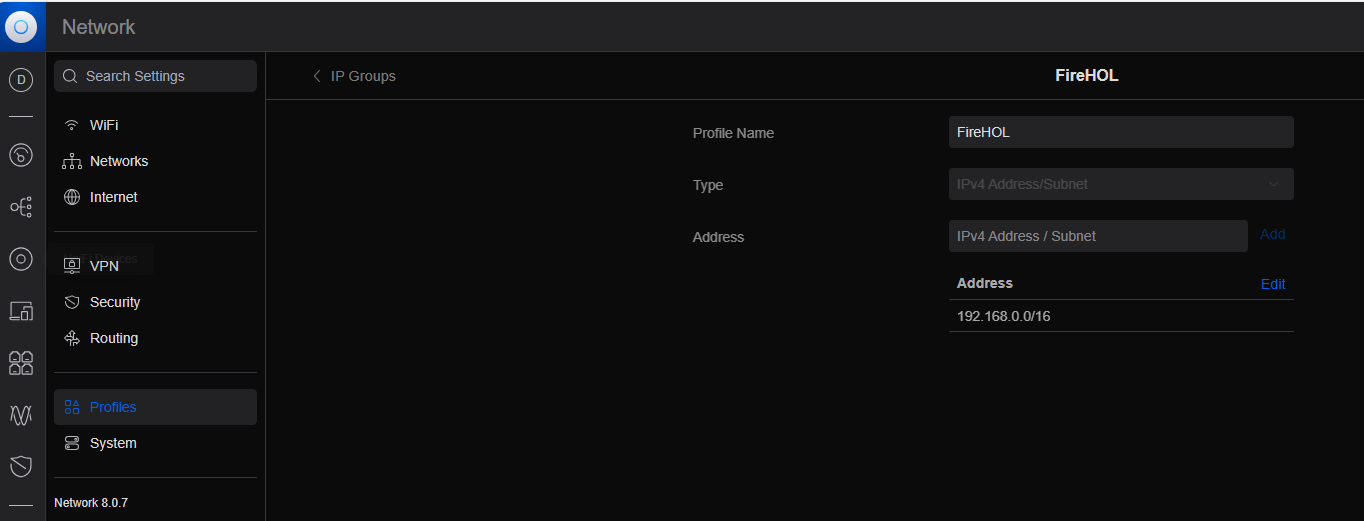 Network
D
Search Settings
IP Groups
FireHOL
WiFi
Networks
Internet
VPN
Security
Routing
Profiles
System
Network 8.0.7
Profile Name
FireHOL
Type
IPv4 Address/Subnet
Address
IPv4 Address / Subnet
Add
Address
Edit
192.168.0.0/16